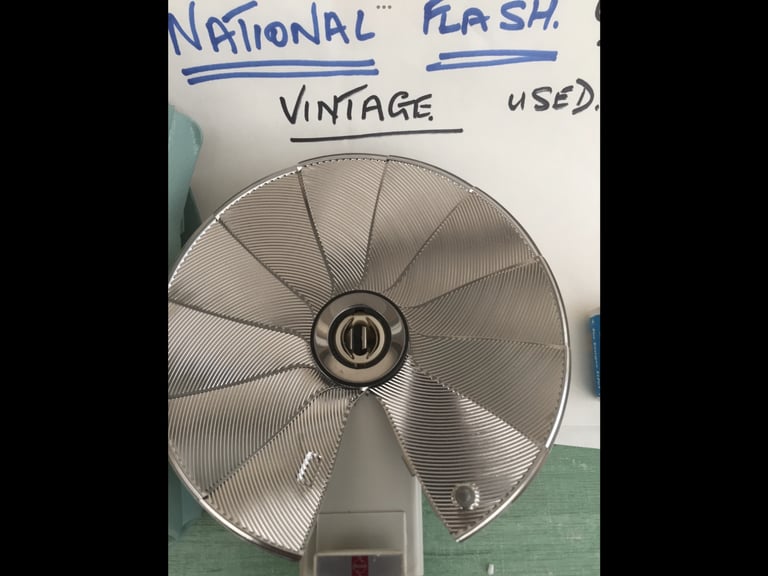 NATIONAL FLASH.
VINTAGE. USED.